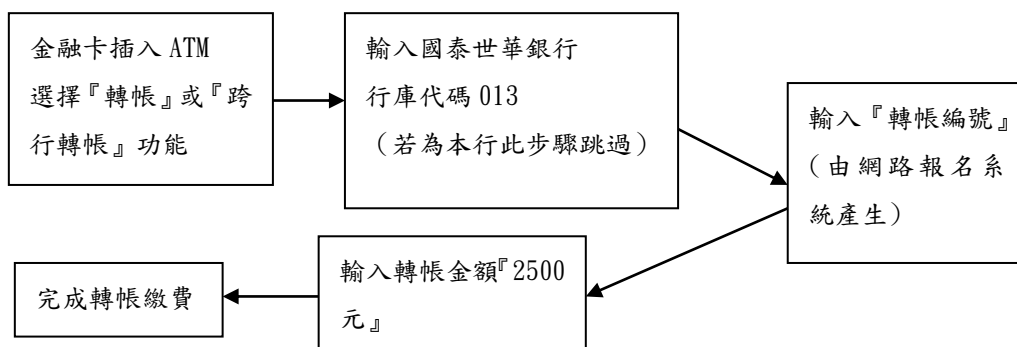 金融卡插入 ATM
選擇『轉帳』或『跨
行轉帳』功能
輸入國泰世華銀行
行庫代碼 013
（若為本行此步驟跳過）
輸入『轉帳編號』
（由網路報名系
統產生）
輸入轉帳金額『2500
元』
完成轉帳繳費